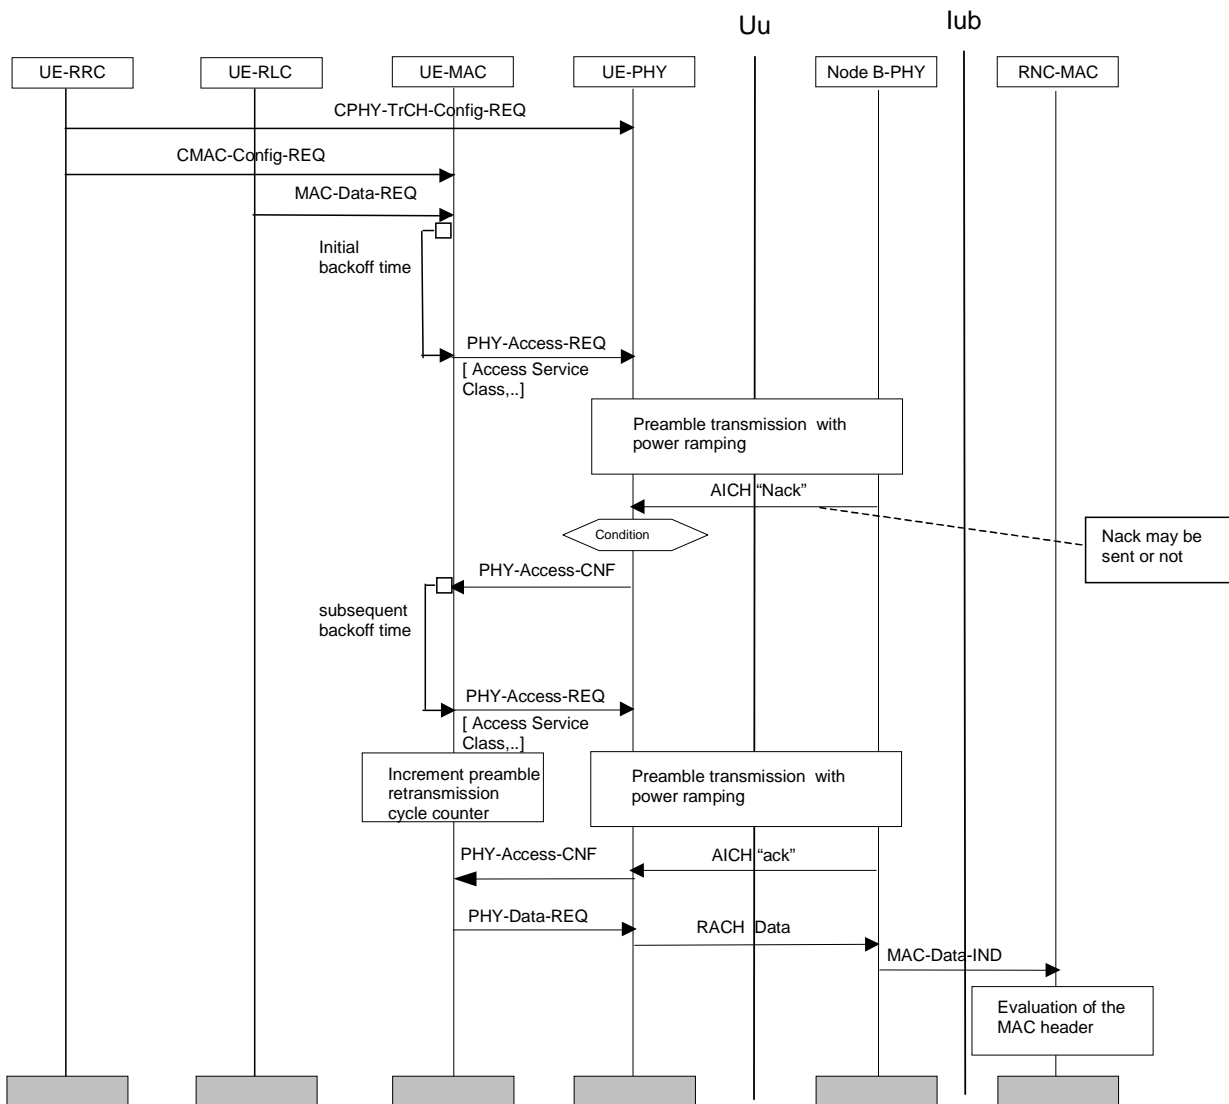 Uu
Iub
UE-RRC
UE-RLC
UE-MAC
UE-PHY
Node B-PHY
RNC-MAC
CPHY-TrCH-Config-REQ
CMAC-Config-REQ
MAC-Data-REQ
Initial
backoff time
PHY-Access-REQ
[ Access Service
Class,..]
Preamble transmission with
power ramping
AICH “Nack”
Condition
Nack may be
sent or not
PHY-Access-CNF
subsequent
backoff time
PHY-Access-REQ
[ Access Service
Class,..]
Increment preamble
retransmission
cycle counter
Preamble transmission with
power ramping
PHY-Access-CNF
AICH “ack”
PHY-Data-REQ
RACH Data
MAC-Data-IND
Evaluation of the
MAC header